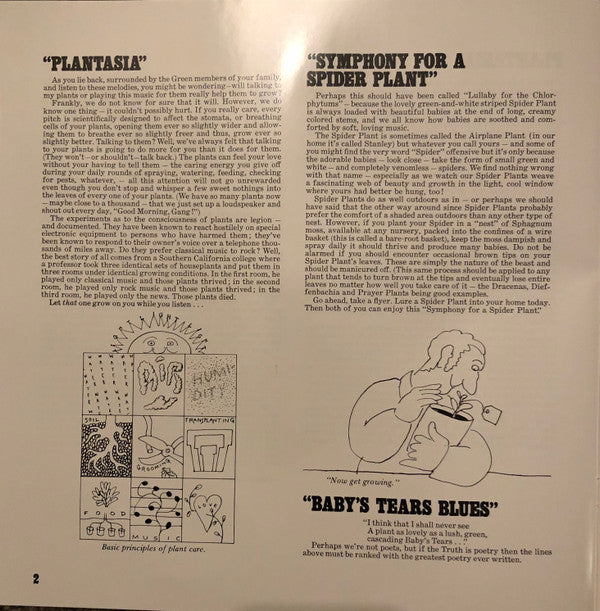 "PLANTASIA"
As you lie back, surrounded by the Green members of your family,
and listen to these melodies, you might be wondering—will talking to
my plants or playing this music for them really help them to grow?
Frankly, we do not know for sure that it will. However, we do
know one thing — it couldn't possibly hurt. If you really care, every
pitch is scientifically designed to affect the stomata, or breathing
cells of your plants, opening them ever so slightly wider and allow-
ing them to breathe ever so slightly freer and thus, grow ever so
slightly better. Talking to them? Well, we've always felt that talking
to your plants is going to do more for you than it does for them.
(They won't — or shouldn't—talk back.) The plants can feel your love
without your having to tell them — the caring energy you give off
during your daily rounds of spraying, watering, feeding, checking
for pests, whatever, — all this attention will not go unrewarded
even though you don't stop and whisper a few sweet nothings into
the leaves of every one of your plants. (We have so many plants now
—maybe close to a thousand — that we just set up a loudspeaker and
shout out every day, "Good Morning, Gang!")
The experiments as to the conciousness of plants are legion —
and documented. They have been known to react hostilely on special
electronic equipment to persons who have harmed them; they've
been known to respond to their owner's voice over a telephone thou-
sands of miles away. Do they prefer classical music to rock? Well,
the best story of all comes from a Southern California college where
a professor took three identical sets of houseplants and put them in
three rooms under identical growing conditions. In the first room, he
played only classical music and those plants thrived; in the second
room, he played only rock music and those plants thrived; in the
third room, he played only the news. Those plants died.
Let that one grow on you while you listen . . .
WATER WATER WATER
AIR
HUMI-
DITY
SOIL
GROOMING
TRANSPLANTING
FOOD
MUSIC
LOVE
Basic principles of plant care.
2
"SYMPHONY FOR A
SPIDER PLANT"
Perhaps this should have been called "Lullaby for the Chlor-
phytums"— because the lovely green-and-white striped Spider Plant
is always loaded with beautiful babies at the end of long, creamy
colored stems, and we all know how babies are soothed and com-
forted by soft, loving music.
The Spider Plant is sometimes called the Airplane Plant (in our
home it's called Stanley) but whatever you call yours — and some of
you might find the very word "Spider" offensive but it's only because
the adorable babies — look close — take the form of small green and
white — and completely venomless — spiders. We find nothing wrong
with that name — especially as we watch our Spider Plants weave
a fascinating web of beauty and growth in the light, cool window
where yours had better be hung, too!
Spider Plants do as well outdoors as in — or perhaps we should
have said that the other way around since Spider Plants probably
prefer the comfort of a shaded area outdoors than any other type of
nest. However, if you plant your Spider in a "nest" of Sphagnum
moss, available at any nursery, packed into the confines of a wire
basket (this is called a bare-root basket), keep the moss dampish and
spray daily it should thrive and produce many babies. Do not be
alarmed if you should encounter occasional brown tips on your
Spider Plant's leaves. These are simply the nature of the beast and
should be manicured off. (This same procedure should be applied to any
plant that tends to turn brown at the tips and eventually lose entire
leaves no matter how well you take care of it — the Dracenas, Dief-
fenbachia and Prayer Plants being good examples.
Go ahead, take a flyer. Lure a Spider Plant into your home today.
Then both of you can enjoy this "Symphony for a Spider Plant."
"Now get growing."
"BABY'S TEARS BLUES"
"I think that I shall never see
A plant as lovely as a lush, green,
cascading Baby's Tears . . ."
Perhaps we're not poets, but if the Truth is poetry then the lines
above must be ranked with the greatest poetry ever written.